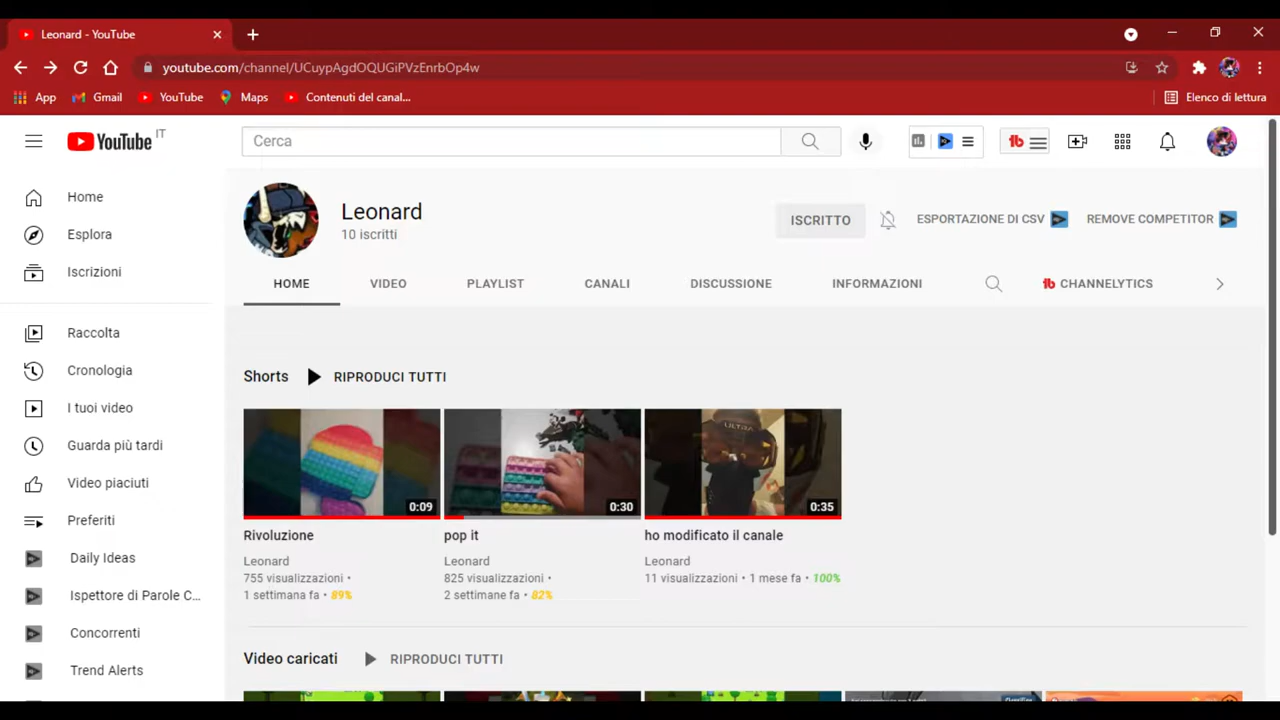 Leonard - YouTube
youtube.com/channel/UCuypAgdOQUGiPVzEnrbOp4w
App Gmail YouTube Maps Contenuti del canal... Elenco di lettura
YouTube IT
Cerca
tb
Home
Esplora
Iscrizioni
Raccolta
Cronologia
I tuoi video
Guarda più tardi
Video piaciuti
Preferiti
Daily Ideas
Ispettore di Parole C...
Concorrenti
Trend Alerts
Leonard
10 iscritti
ISCRITTO ESPORTAZIONE DI CSV REMOVE COMPETITOR
HOME VIDEO PLAYLIST CANALI DISCUSSIONE INFORMAZIONI tb CHANNELYTICS
Shorts RIPRODUCI TUTTI
0:09
Rivoluzione
Leonard
755 visualizzazioni •
1 settimana fa • 89%
0:30
pop it
Leonard
825 visualizzazioni •
2 settimane fa • 82%
ULTRA
0:35
ho modificato il canale
Leonard
11 visualizzazioni • 1 mese fa • 100%
Video caricati RIPRODUCI TUTTI